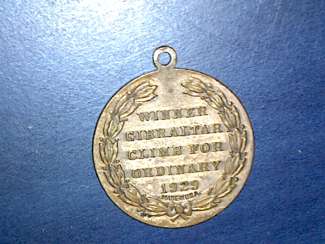 WINNER
GIBRALTAR
CLIMB FOR
ORDINARY
1929